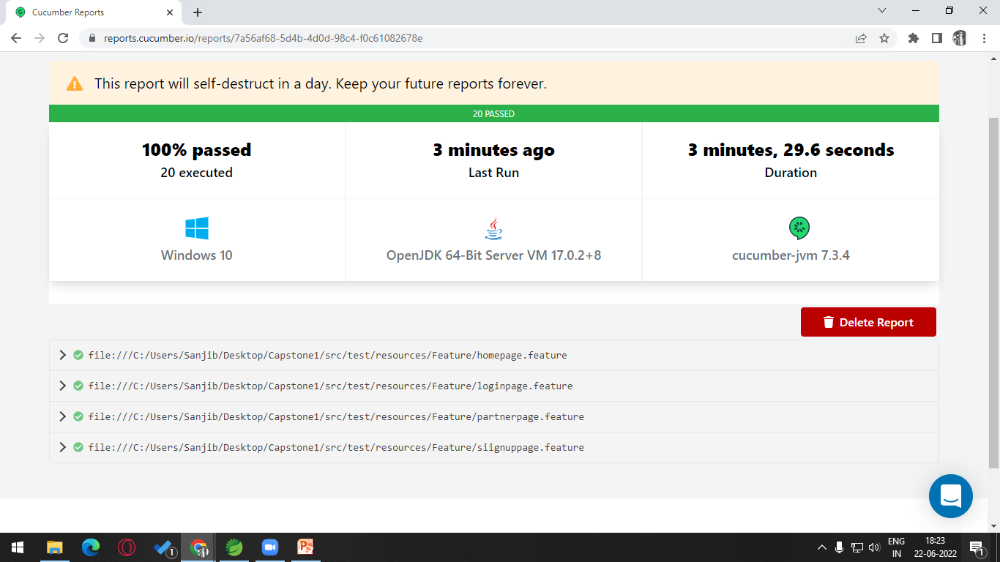 Cucumber Reports
reports.cucumber.io/reports/7a56af68-5d4b-4d0d-98c4-f0c61082678e
This report will self-destruct in a day. Keep your future reports forever.
20 PASSED
100% passed
20 executed
3 minutes ago
Last Run
3 minutes, 29.6 seconds
Duration
Windows 10
OpenJDK 64-Bit Server VM 17.0.2+8
cucumber-jvm 7.3.4
Delete Report
file:///C:/Users/Sanjib/Desktop/Capstone1/src/test/resources/Feature/homepage.feature
file:///C:/Users/Sanjib/Desktop/Capstone1/src/test/resources/Feature/loginpage.feature
file:///C:/Users/Sanjib/Desktop/Capstone1/src/test/resources/Feature/partnerpage.feature
file:///C:/Users/Sanjib/Desktop/Capstone1/src/test/resources/Feature/siignuppage.feature
1
P
ENG
IN
18:23
22-06-2022
1